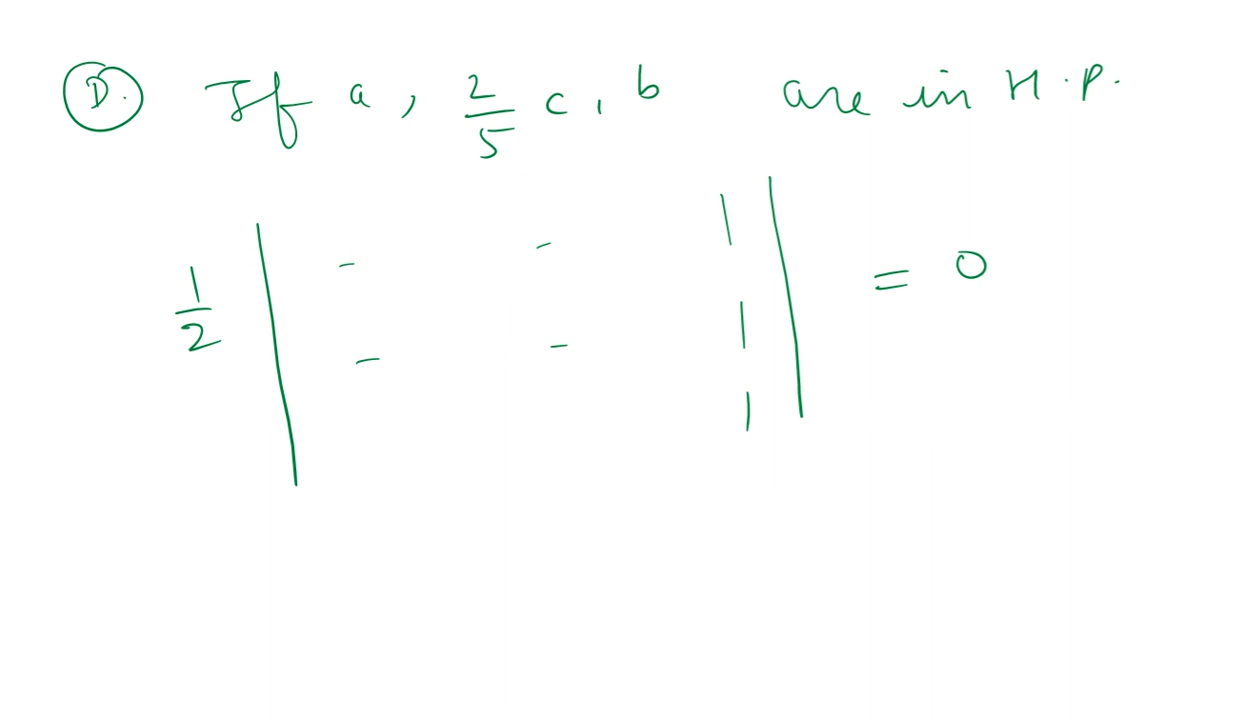 D. If a, 2/5 c, b are in H.P.
1/2 | - - 1 | = 0
- - 1
1